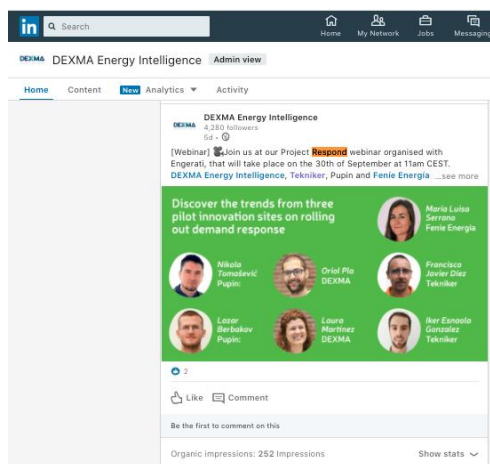 in Search Home My Network Jobs Messaging
DEXMA DEXMA Energy Intelligence Admin view
Home Content New Analytics Activity
DEXMA
DEXMA Energy Intelligence
4,280 followers
5d •
[Webinar] Join us at our Project Respond webinar organised with
Engerati, that will take place on the 30th of September at 11am CEST.
DEXMA Energy Intelligence, Tekniker, Pupin and Feníe Energía ...see more
Discover the trends from three
pilot innovation sites on rolling
out demand response
Maria Luisa
Serrano
Fenie Energia
Nikola
Tomašević
Pupin:
Oriol Pla
DEXMA
Francisco
Javier Diez
Tekniker
Lazar
Berbakov
Pupin:
Laura
Martinez
DEXMA
Iker Esnaola
Gonzalez
Tekniker
2
Like Comment
Be the first to comment on this
Organic impressions: 252 Impressions Show stats